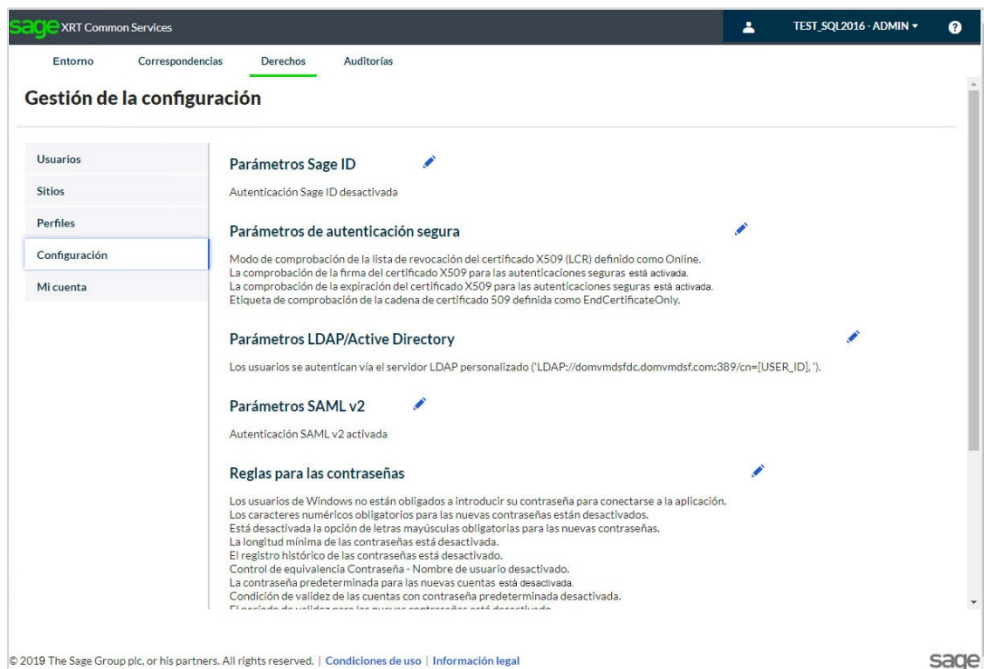 sage XRT Common Services
TEST_SQL2016 - ADMIN
?
Entorno Correspondencias Derechos Auditorías
Gestión de la configuración
Usuarios
Sitios
Perfiles
Configuración
Mi cuenta
Parámetros Sage ID
Autenticación Sage ID desactivada
Parámetros de autenticación segura
Modo de comprobación de la lista de revocación del certificado X509 (LCR) definido como Online.
La comprobación de la firma del certificado X509 para las autenticaciones seguras está activada.
La comprobación de la expiración del certificado X509 para las autenticaciones seguras está activada.
Etiqueta de comprobación de la cadena de certificado 509 definida como EndCertificateOnly.
Parámetros LDAP/Active Directory
Los usuarios se autentican vía el servidor LDAP personalizado ('LDAP://domvmdsfdc.domvmdsf.com:389/cn=[USER_ID], ').
Parámetros SAML v2
Autenticación SAML v2 activada
Reglas para las contraseñas
Los usuarios de Windows no están obligados a introducir su contraseña para conectarse a la aplicación.
Los caracteres numéricos obligatorios para las nuevas contraseñas están desactivados.
Está desactivada la opción de letras mayúsculas obligatorias para las nuevas contraseñas.
La longitud mínima de las contraseñas está desactivada.
El registro histórico de las contraseñas está desactivado.
Control de equivalencia Contraseña - Nombre de usuario desactivado.
La contraseña predeterminada para las nuevas cuentas está desactivada.
Condición de validez de las cuentas con contraseña predeterminada desactivada.
El período de validez para las nuevas contraseñas está desactivado.
© 2019 The Sage Group plc, or his partners. All rights reserved. | Condiciones de uso | Información legal
sage